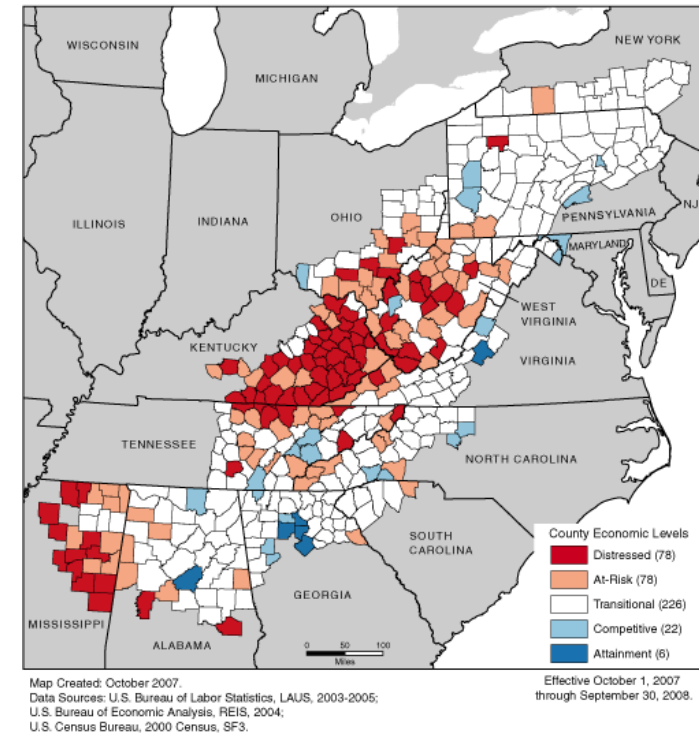 WISCONSIN
NEW YORK
MICHIGAN
OHIO
PENNSYLVANIA
NJ
ILLINOIS
INDIANA
MARYLAND
DE
WEST
VIRGINIA
KENTUCKY
VIRGINIA
TENNESSEE
NORTH CAROLINA
SOUTH
CAROLINA
GEORGIA
MISSISSIPPI
ALABAMA
0 50 100
Miles
County Economic Levels
Distressed (78)
At-Risk (78)
Transitional (226)
Competitive (22)
Attainment (6)
Map Created: October 2007.
Data Sources: U.S. Bureau of Labor Statistics, LAUS, 2003-2005;
U.S. Bureau of Economic Analysis, REIS, 2004;
U.S. Census Bureau, 2000 Census, SF3.
Effective October 1, 2007
through September 30, 2008.